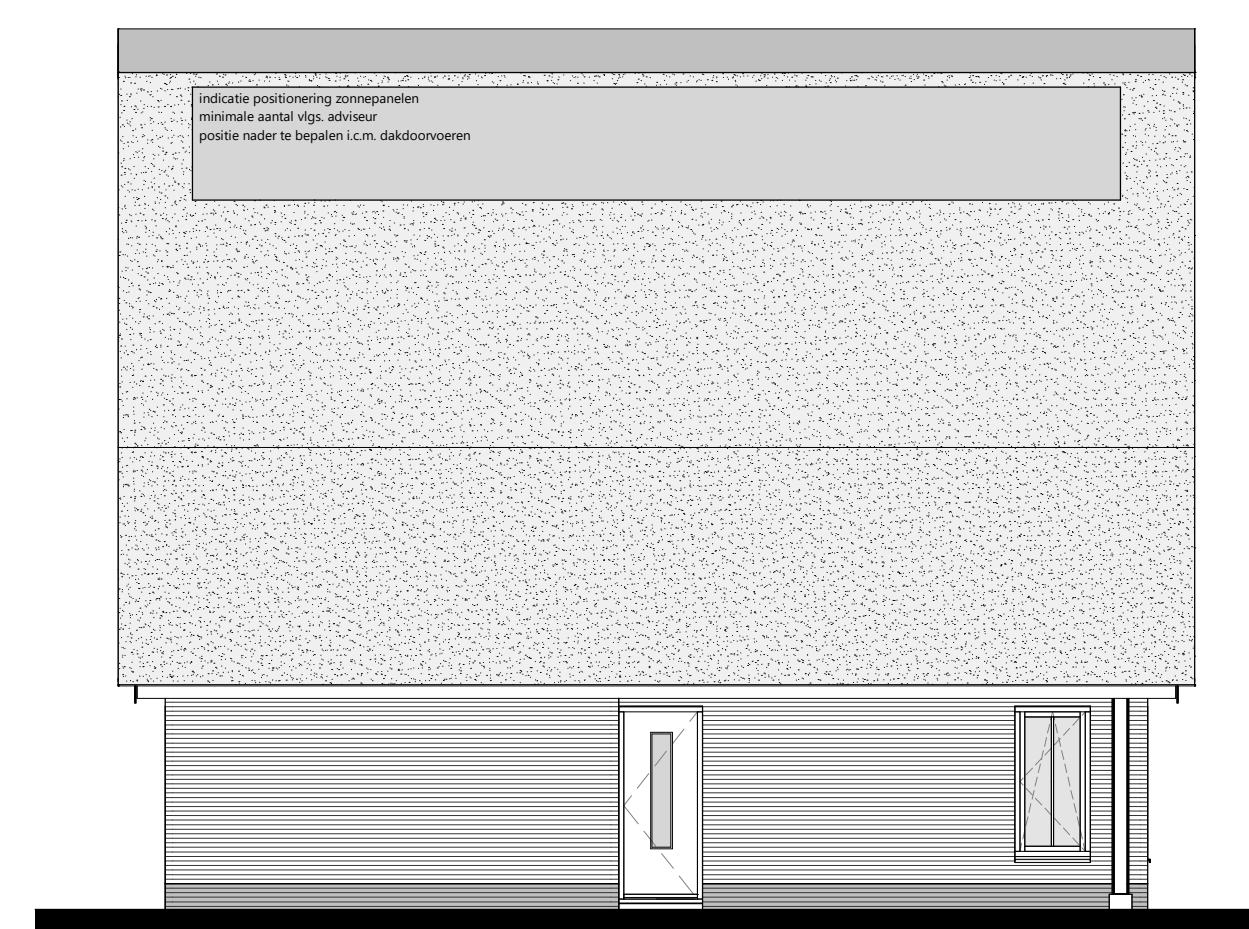 indicatie positionering zonnepanelen
minimale aantal vlgs. adviseur
positie nader te bepalen i.c.m. dakdoorvoeren